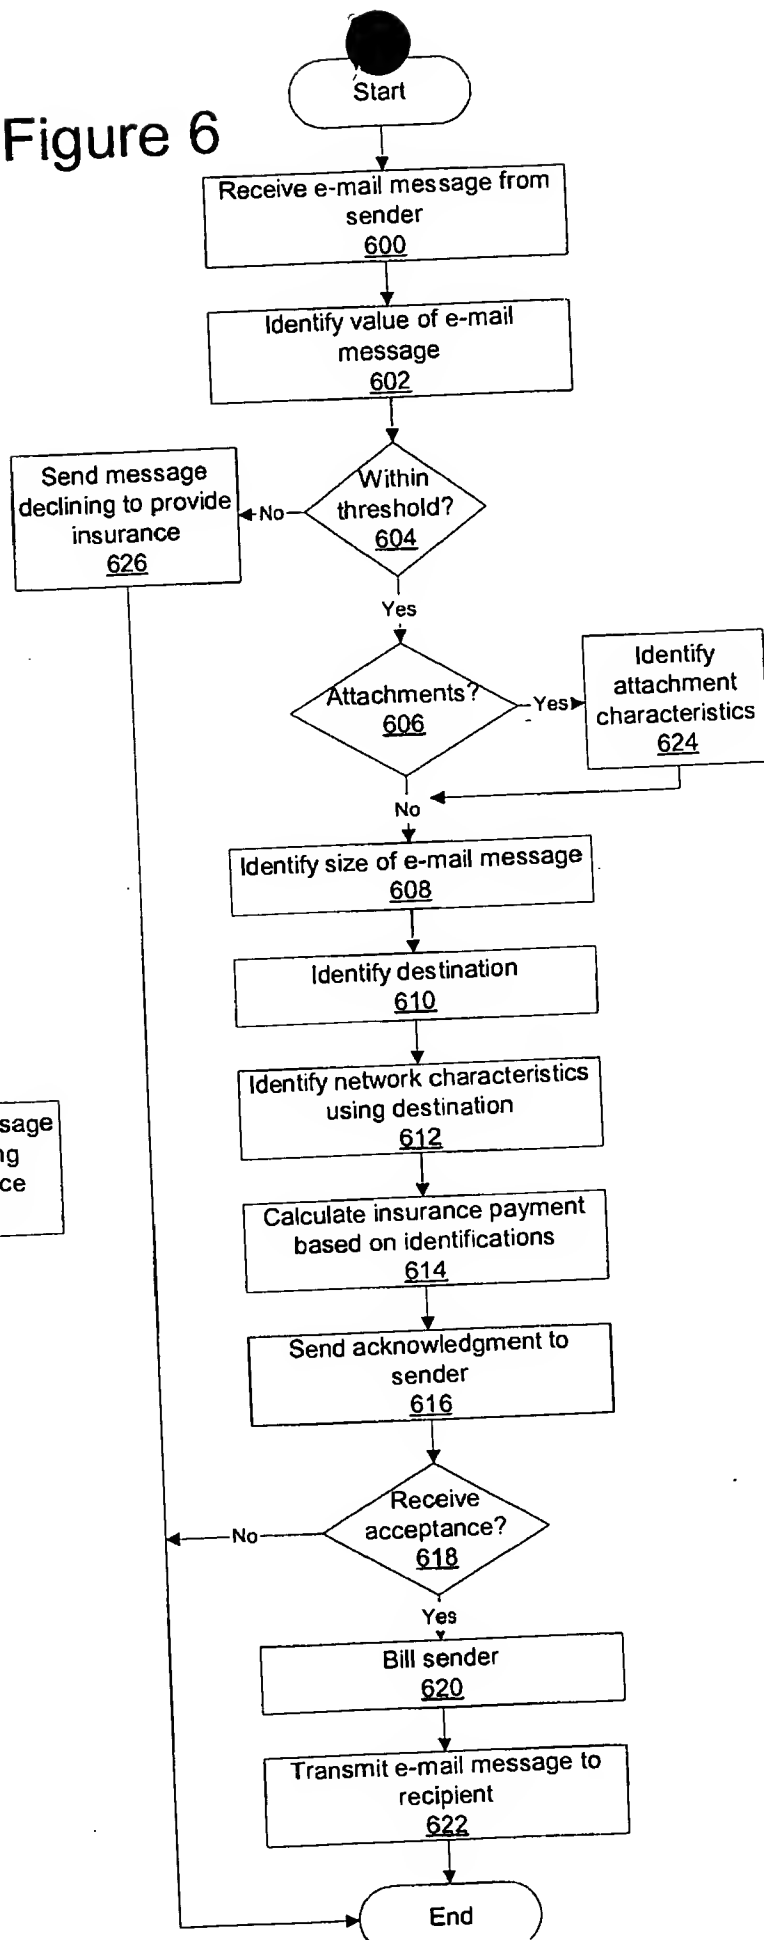 Figure 6
Start
Receive e-mail message from
sender
600
Identify value of e-mail
message
602
Within
threshold?
604
No
Send message
declining to provide
insurance
626
Yes
Attachments?
606
Yes
Identify
attachment
characteristics
624
No
Identify size of e-mail message
608
Identify destination
610
Identify network characteristics
using destination
612
sage
ng
ce
Calculate insurance payment
based on identifications
614
Send acknowledgment to
sender
616
Receive
acceptance?
618
No
Yes
Bill sender
620
Transmit e-mail message to
recipient
622
End